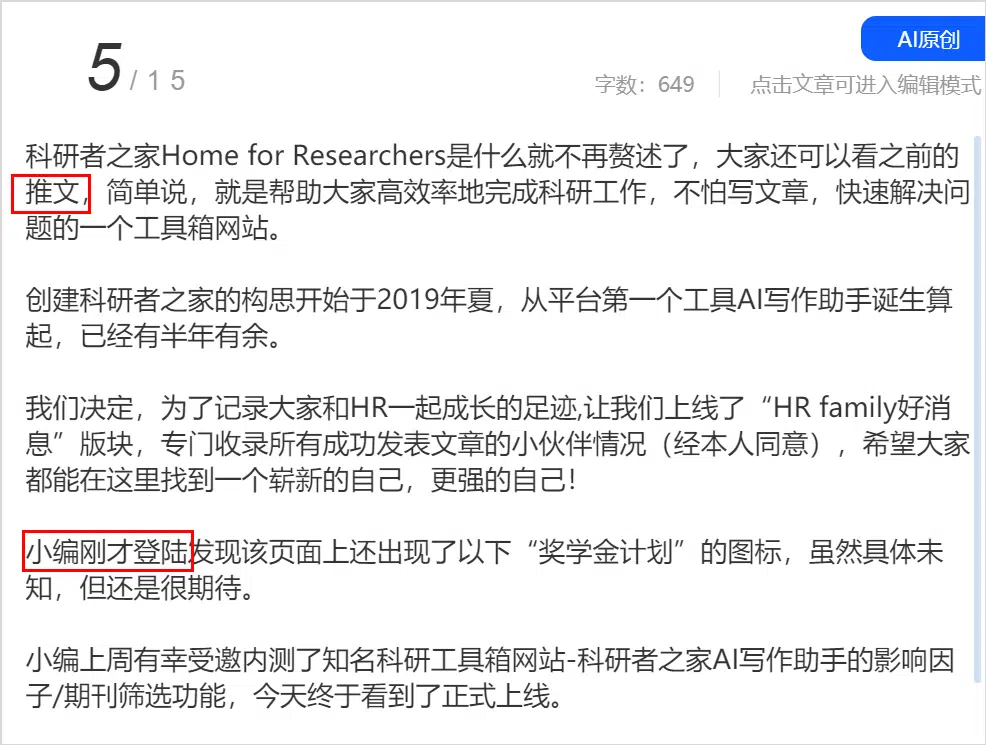 AI原创
5/15
字数：649 点击文章可进入编辑模式
科研者之家Home for Researchers是什么就不再赘述了，大家还可以看之前的
推文，简单说，就是帮助大家高效率地完成科研工作，不怕写文章，快速解决问
题的一个工具箱网站。
创建科研者之家的构思开始于2019年夏，从平台第一个工具AI写作助手诞生算
起，已经有半年有余。
我们决定，为了记录大家和HR一起成长的足迹,让我们上线了“HR family好消
息”版块，专门收录所有成功发表文章的小伙伴情况（经本人同意），希望大家
都能在这里找到一个崭新的自己，更强的自己！
小编刚才登陆发现该页面上还出现了以下“奖学金计划”的图标，虽然具体未
知，但还是很期待。
小编上周有幸受邀内测了知名科研工具箱网站-科研者之家AI写作助手的影响因
子/期刊筛选功能，今天终于看到了正式上线。